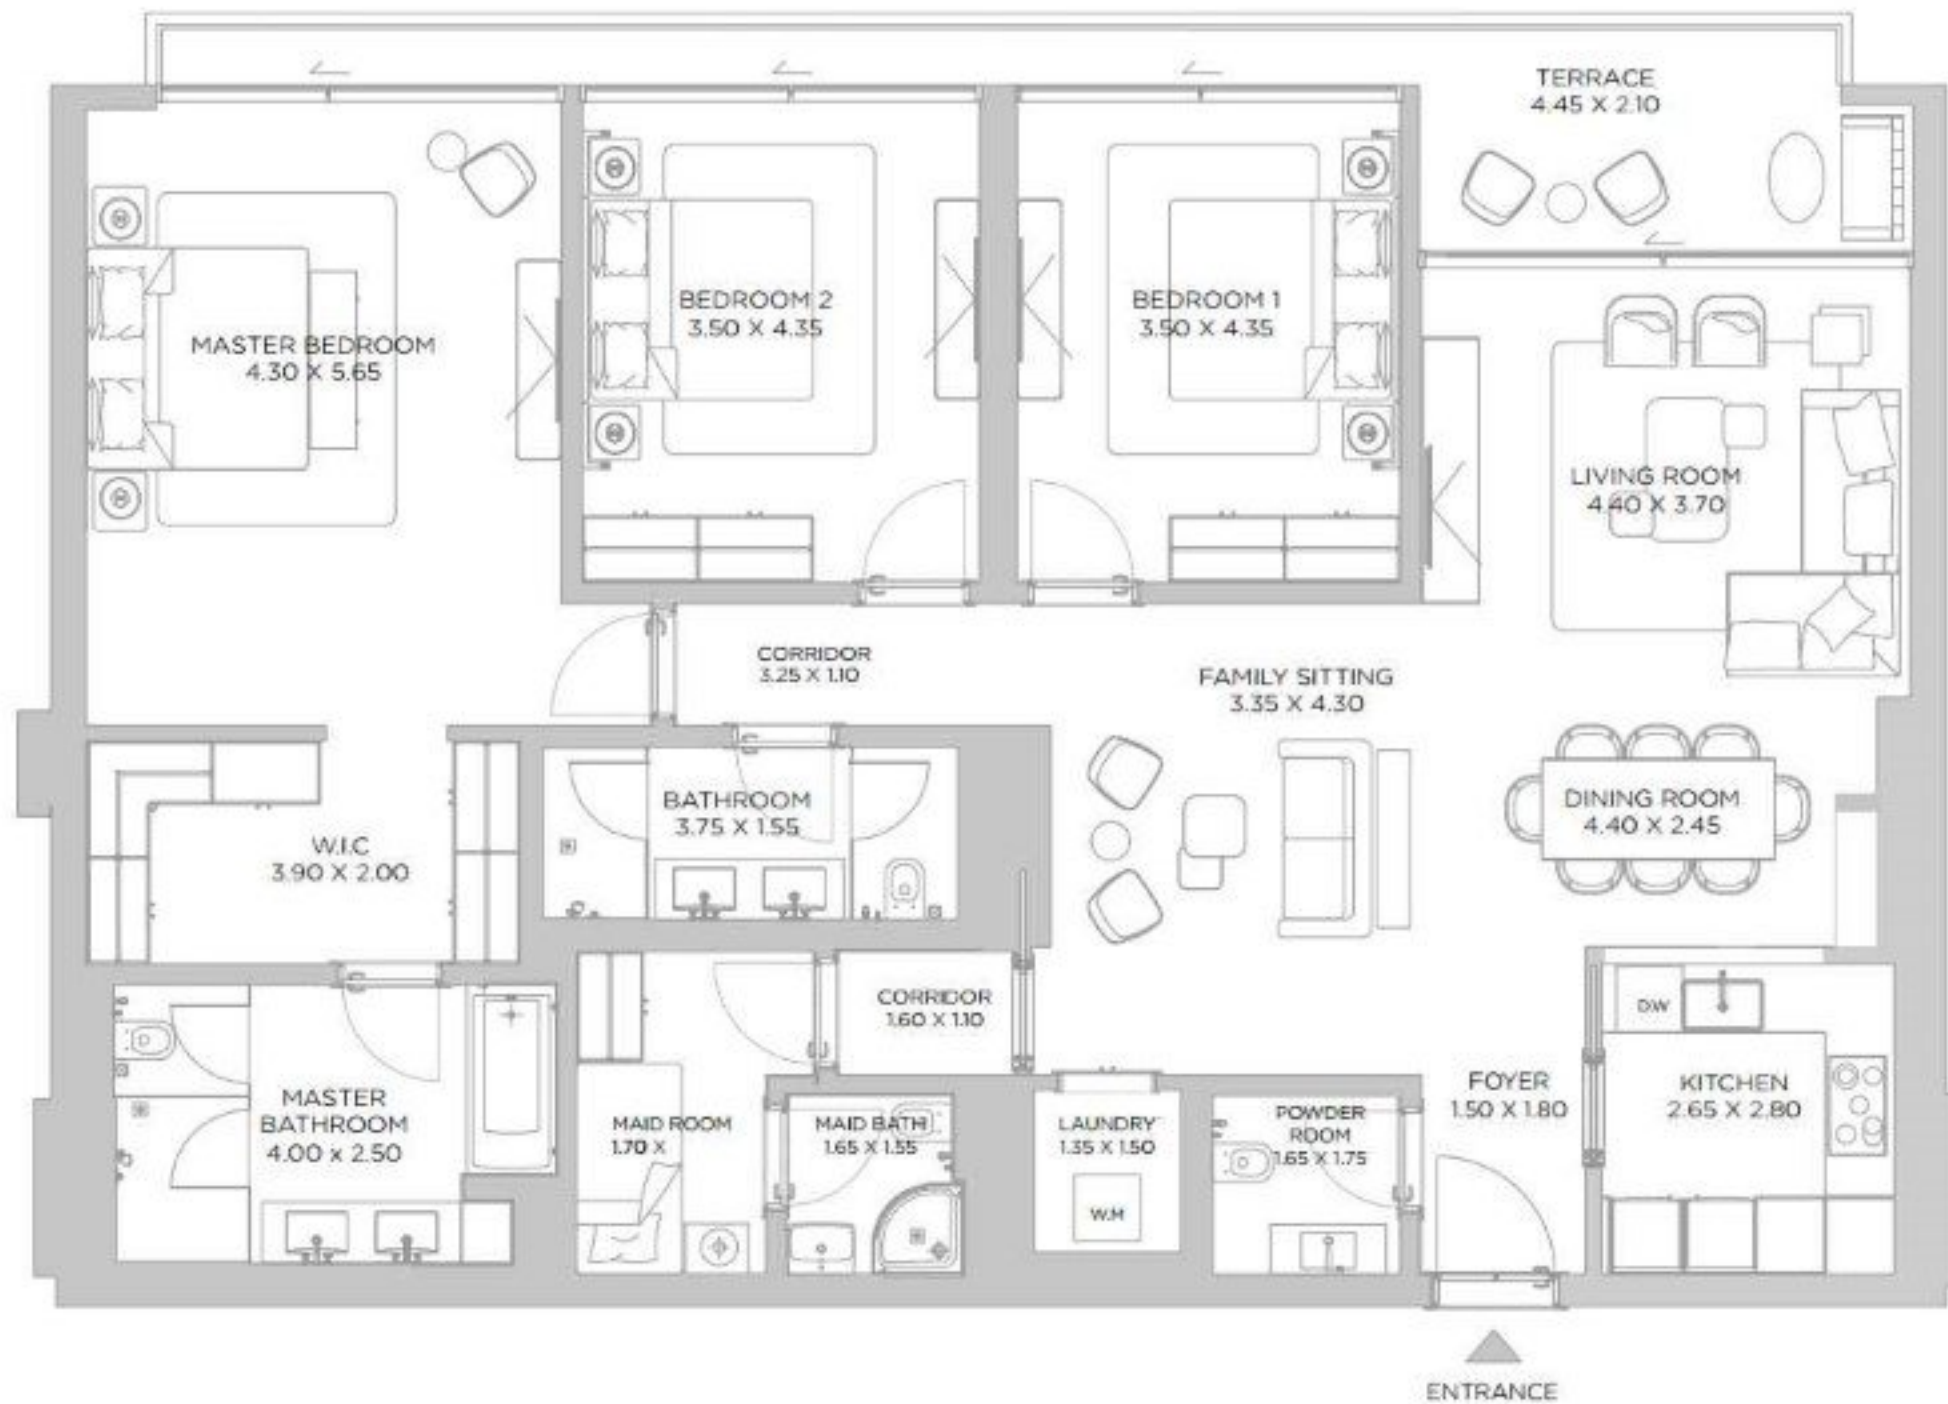 TERRACE
4.45 X 2.10
MASTER BEDROOM
4.30 X 5.65
BEDROOM 2
3.50 X 4.35
BEDROOM 1
3.50 X 4.35
LIVING ROOM
4.40 X 3.70
CORRIDOR
3.25 X 1.10
FAMILY SITTING
3.35 X 4.30
BATHROOM
3.75 X 1.55
DINING ROOM
4.40 X 2.45
W.I.C
3.90 X 2.00
CORRIDOR
1.60 X 1.10
D.W
MASTER
BATHROOM
4.00 x 2.50
MAID ROOM
1.70 X
MAID BATH
1.65 X 1.55
LAUNDRY
1.35 X 1.50
W.M
POWDER
ROOM
1.65 X 1.75
FOYER
1.50 X 1.80
KITCHEN
2.65 X 2.80
ENTRANCE